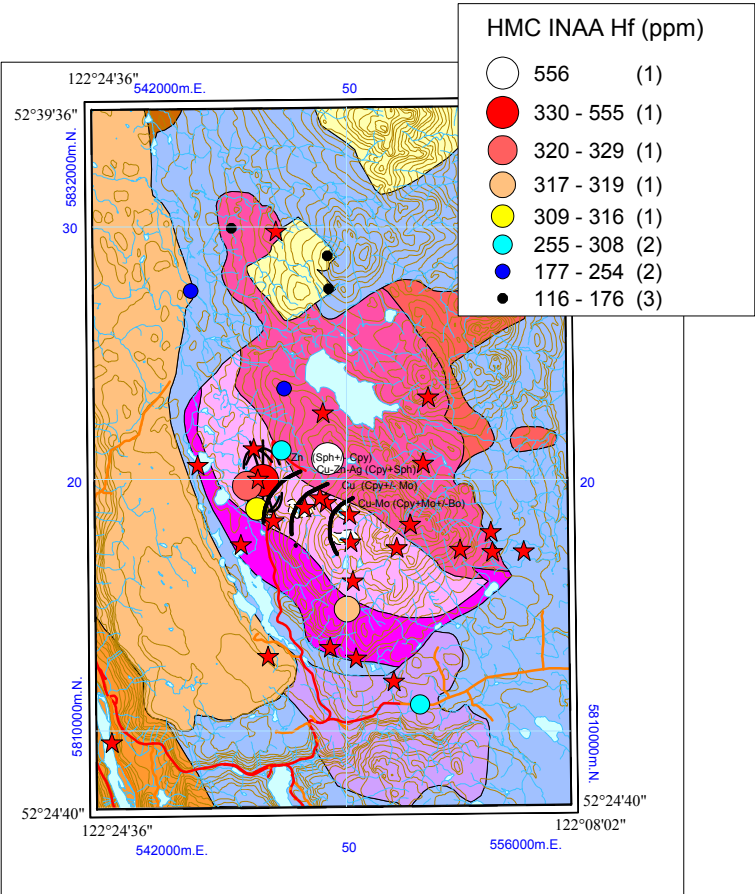 HMC INAA Hf (ppm)
556 (1)
330 - 555 (1)
320 - 329 (1)
317 - 319 (1)
309 - 316 (1)
255 - 308 (2)
177 - 254 (2)
116 - 176 (3)
122°24'36"
542000m.E.
50
52°39'36"
5832000m.N.
30
Zn (Sph+/- Cpy)
Cu-Zn-Ag (Cpy+Sph)
Cu (Cpy+/- Mo)
20
20
Cu-Mo (Cpy+Mo+/-Bo)
5810000m.N.
5810000m.N.
52°24'40"
52°24'40"
122°24'36"
122°08'02"
542000m.E.
50
556000m.E.